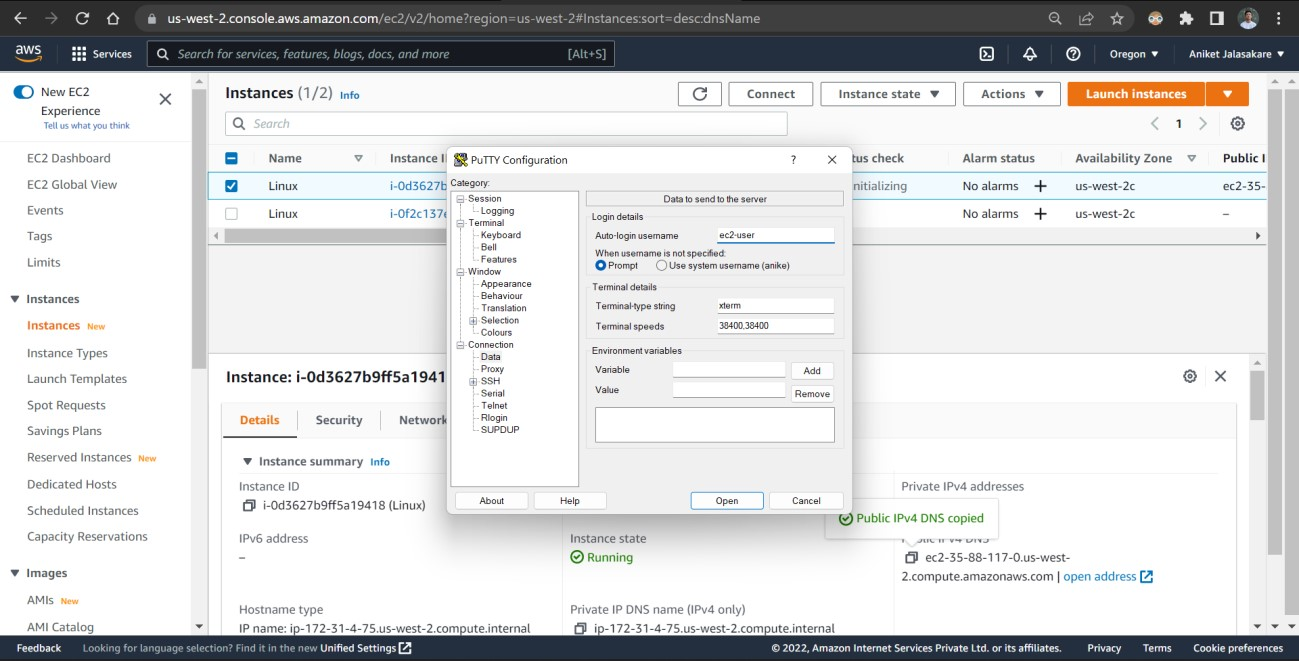 us-west-2.console.aws.amazon.com/ec2/v2/home?region=us-west-2#Instances:sort=desc:dnsName
aws
Services
Search for services, features, blogs, docs, and more
[Alt+S]
Oregon ▼
Aniket Jalasakare ▼
New EC2
Experience
Tell us what you think
EC2 Dashboard
EC2 Global View
Events
Tags
Limits
Instances
Instances New
Instance Types
Launch Templates
Spot Requests
Savings Plans
Reserved Instances New
Dedicated Hosts
Scheduled Instances
Capacity Reservations
Images
AMIs New
AMI Catalog
Instances (1/2) Info
Connect
Instance state ▼
Actions ▼
Launch instances
Search
1
Name
Instance I
tus check
Alarm status
Availability Zone
Public I
Linux
i-0d3627b
nitializing
No alarms +
us-west-2c
ec2-35-
Linux
i-0f2c137
No alarms +
us-west-2c
–
PuTTY Configuration
?
Category:
Session
Logging
Terminal
Keyboard
Bell
Features
Window
Appearance
Behaviour
Translation
Selection
Colours
Connection
Data
Proxy
SSH
Serial
Telnet
Rlogin
SUPDUP
Data to send to the server
Login details
Auto-login username
ec2-user
When username is not specified:
Prompt
Use system username (anike)
Terminal details
Terminal-type string
xterm
Terminal speeds
38400,38400
Environment variables
Variable
Add
Value
Remove
About
Help
Open
Cancel
Instance: i-0d3627b9ff5a1941
Details
Security
Network
Instance summary Info
Instance ID
i-0d3627b9ff5a19418 (Linux)
IPv6 address
–
Hostname type
IP name: ip-172-31-4-75.us-west-2.compute.internal
Instance state
Running
Private IP DNS name (IPv4 only)
ip-172-31-4-75.us-west-2.compute.internal
Private IPv4 addresses
Public IPv4 DNS copied
Public IPv4 DNS
ec2-35-88-117-0.us-west-
2.compute.amazonaws.com | open address
Feedback
Looking for language selection? Find it in the new Unified Settings
© 2022, Amazon Internet Services Private Ltd. or its affiliates.
Privacy
Terms
Cookie preferences